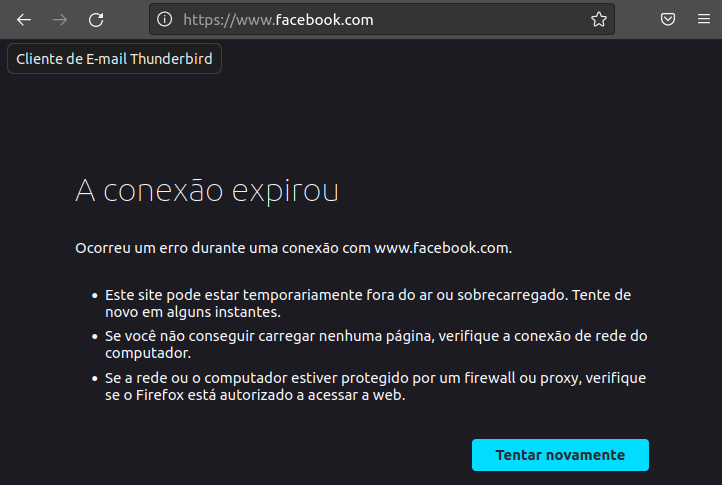 https://www.facebook.com
Cliente de E-mail Thunderbird
A conexão expirou
Ocorreu um erro durante uma conexão com www.facebook.com.
• Este site pode estar temporariamente fora do ar ou sobrecarregado. Tente de
novo em alguns instantes.
• Se você não conseguir carregar nenhuma página, verifique a conexão de rede do
computador.
• Se a rede ou o computador estiver protegido por um firewall ou proxy, verifique
se o Firefox está autorizado a acessar a web.
Tentar novamente